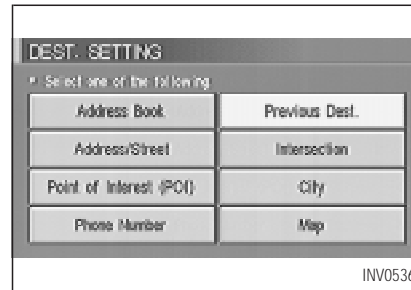 DEST. SETTING
Select one of the following
Address Book
Previous Dest.
Address/Street
Intersection
Point of Interest (POI)
City
Phone Number
Map
INV0536